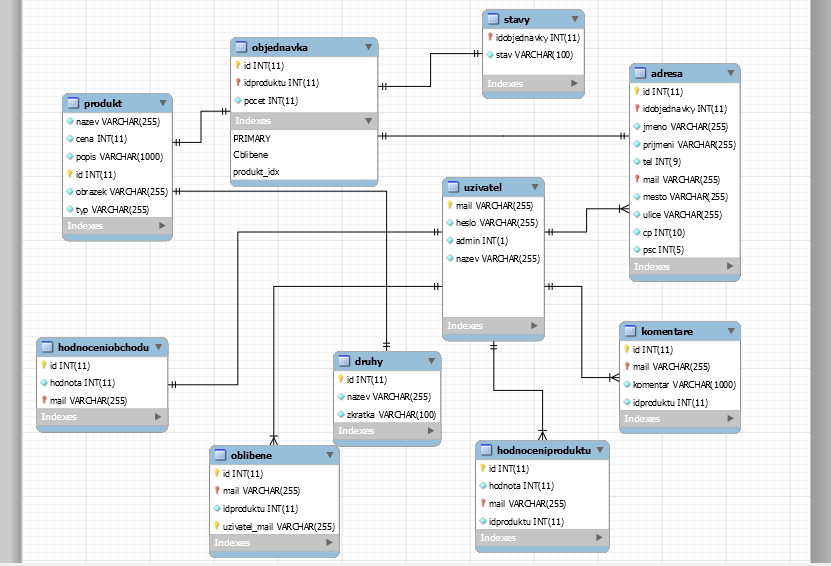 stavy
idobjednavky INT(11)
stav VARCHAR(100)
Indexes
objednavka
id INT(11)
idproduktu INT(11)
pocet INT(11)
Indexes
PRIMARY
Cblibene
produkt_idx
adresa
id INT(11)
idobjednavky INT(11)
jmeno VARCHAR(255)
prijmeni VARCHAR(255)
tel INT(9)
mail VARCHAR(255)
mesto VARCHAR(255)
ulice VARCHAR(255)
cp INT(10)
psc INT(5)
Indexes
produkt
nazev VARCHAR(255)
cena INT(11)
popis VARCHAR(1000)
id INT(11)
obrazek VARCHAR(255)
typ VARCHAR(255)
Indexes
uzivatel
mail VARCHAR(255)
heslo VARCHAR(255)
admin INT(1)
nazev VARCHAR(255)
Indexes
hodnoceniobchodu
id INT(11)
hodnota INT(11)
mail VARCHAR(255)
Indexes
druhy
id INT(11)
nazev VARCHAR(255)
zkratka VARCHAR(100)
Indexes
komentare
id INT(11)
mail VARCHAR(255)
komentar VARCHAR(1000)
idproduktu INT(11)
Indexes
oblibene
id INT(11)
mail VARCHAR(255)
idproduktu INT(11)
uzivatel_mail VARCHAR(255)
Indexes
hodnoceniproduktu
id INT(11)
hodnota INT(11)
mail VARCHAR(255)
idproduktu INT(11)
Indexes